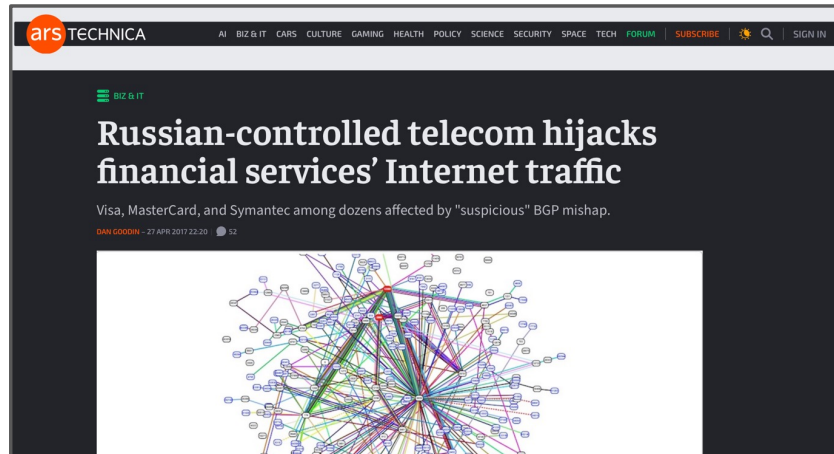 ars TECHNICA
AI BIZ & IT CARS CULTURE GAMING HEALTH POLICY SCIENCE SECURITY SPACE TECH FORUM SUBSCRIBE SIGN IN
BIZ & IT
Russian-controlled telecom hijacks
financial services’ Internet traffic
Visa, MasterCard, and Symantec among dozens affected by "suspicious" BGP mishap.
DAN GOODIN – 27 APR 2017 22:20 52